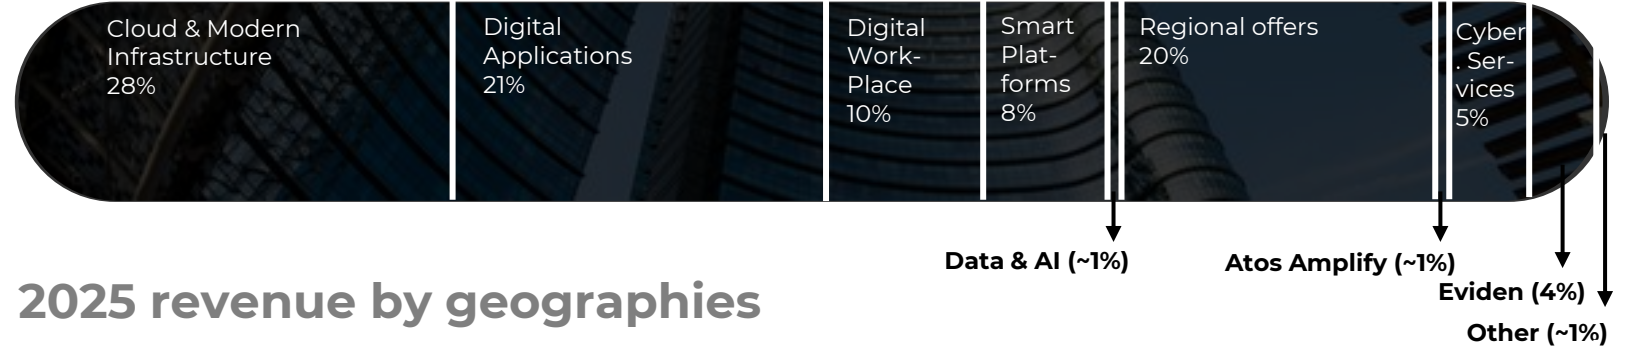 Cloud & Modern
Infrastructure
28%
Digital
Applications
21%
Digital
Work-
Place
10%
Smart
Plat-
forms
8%
Regional offers
20%
Cyber
. Ser-
vices
5%
Data & AI (~1%)
Atos Amplify (~1%)
Eviden (4%)
Other (~1%)
2025 revenue by geographies